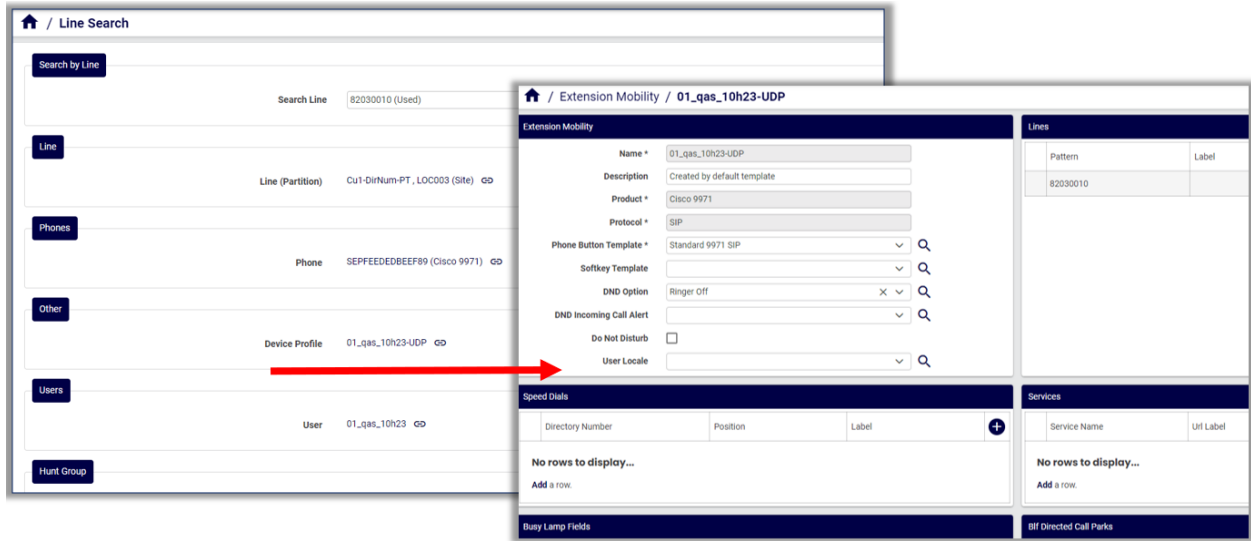 / Line Search
Search by Line
Search Line 82030010 (Used)
Line
Line (Partition) Cu1-DirNum-PT , LOC003 (Site)
Phones
Phone SEPFEEDEDBEEF89 (Cisco 9971)
Other
Device Profile 01_qas_10h23-UDP
Users
User 01_qas_10h23
Hunt Group
/ Extension Mobility / 01_qas_10h23-UDP
Extension Mobility
Name * 01_qas_10h23-UDP
Description Created by default template
Product * Cisco 9971
Protocol * SIP
Phone Button Template * Standard 9971 SIP
Softkey Template
DND Option Ringer Off
DND Incoming Call Alert
Do Not Disturb
User Locale
Lines
Pattern Label
82030010
Speed Dials
Directory Number Position Label
No rows to display...
Add a row.
Services
Service Name Url Label
No rows to display...
Add a row.
Busy Lamp Fields
Blf Directed Call Parks